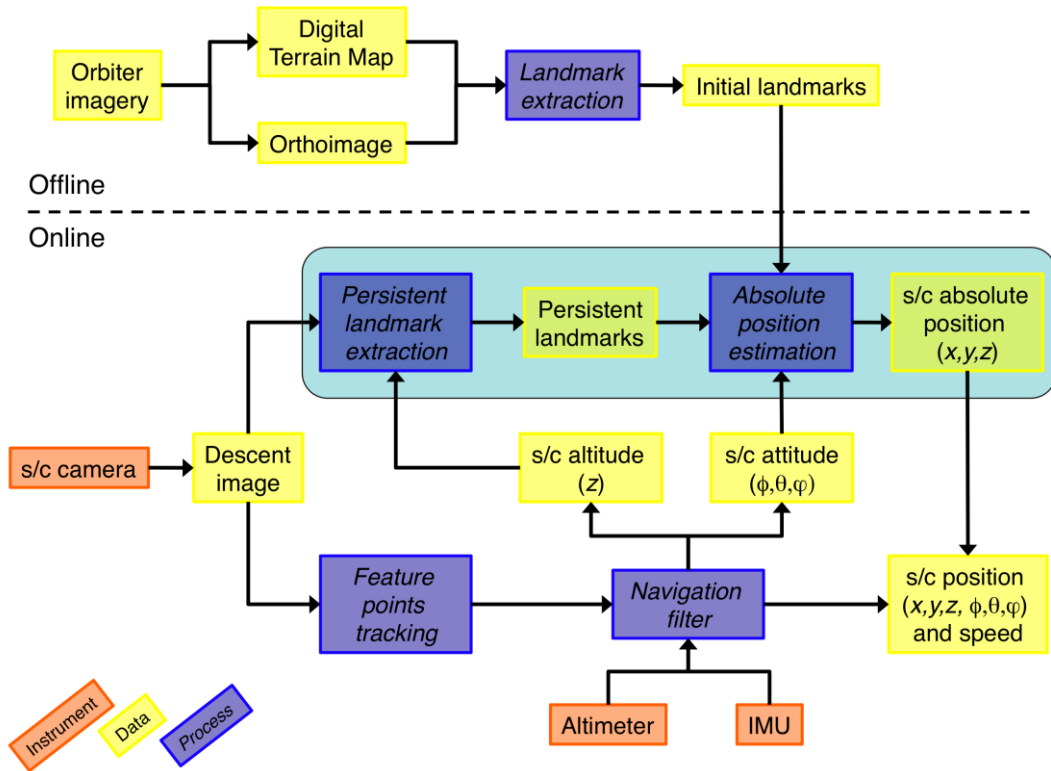 Digital
Terrain Map
Orbiter
imagery
Landmark
extraction
Initial landmarks
Orthoimage
Offline
Online
Persistent
landmark
extraction
Persistent
landmarks
Absolute
position
estimation
s/c absolute
position
(x,y,z)
s/c camera
Descent
image
s/c altitude
(z)
s/c attitude
(ϕ,θ,φ)
Feature
points
tracking
Navigation
filter
s/c position
(x,y,z, ϕ,θ,φ)
and speed
Altimeter
IMU
Instrument
Data
Process